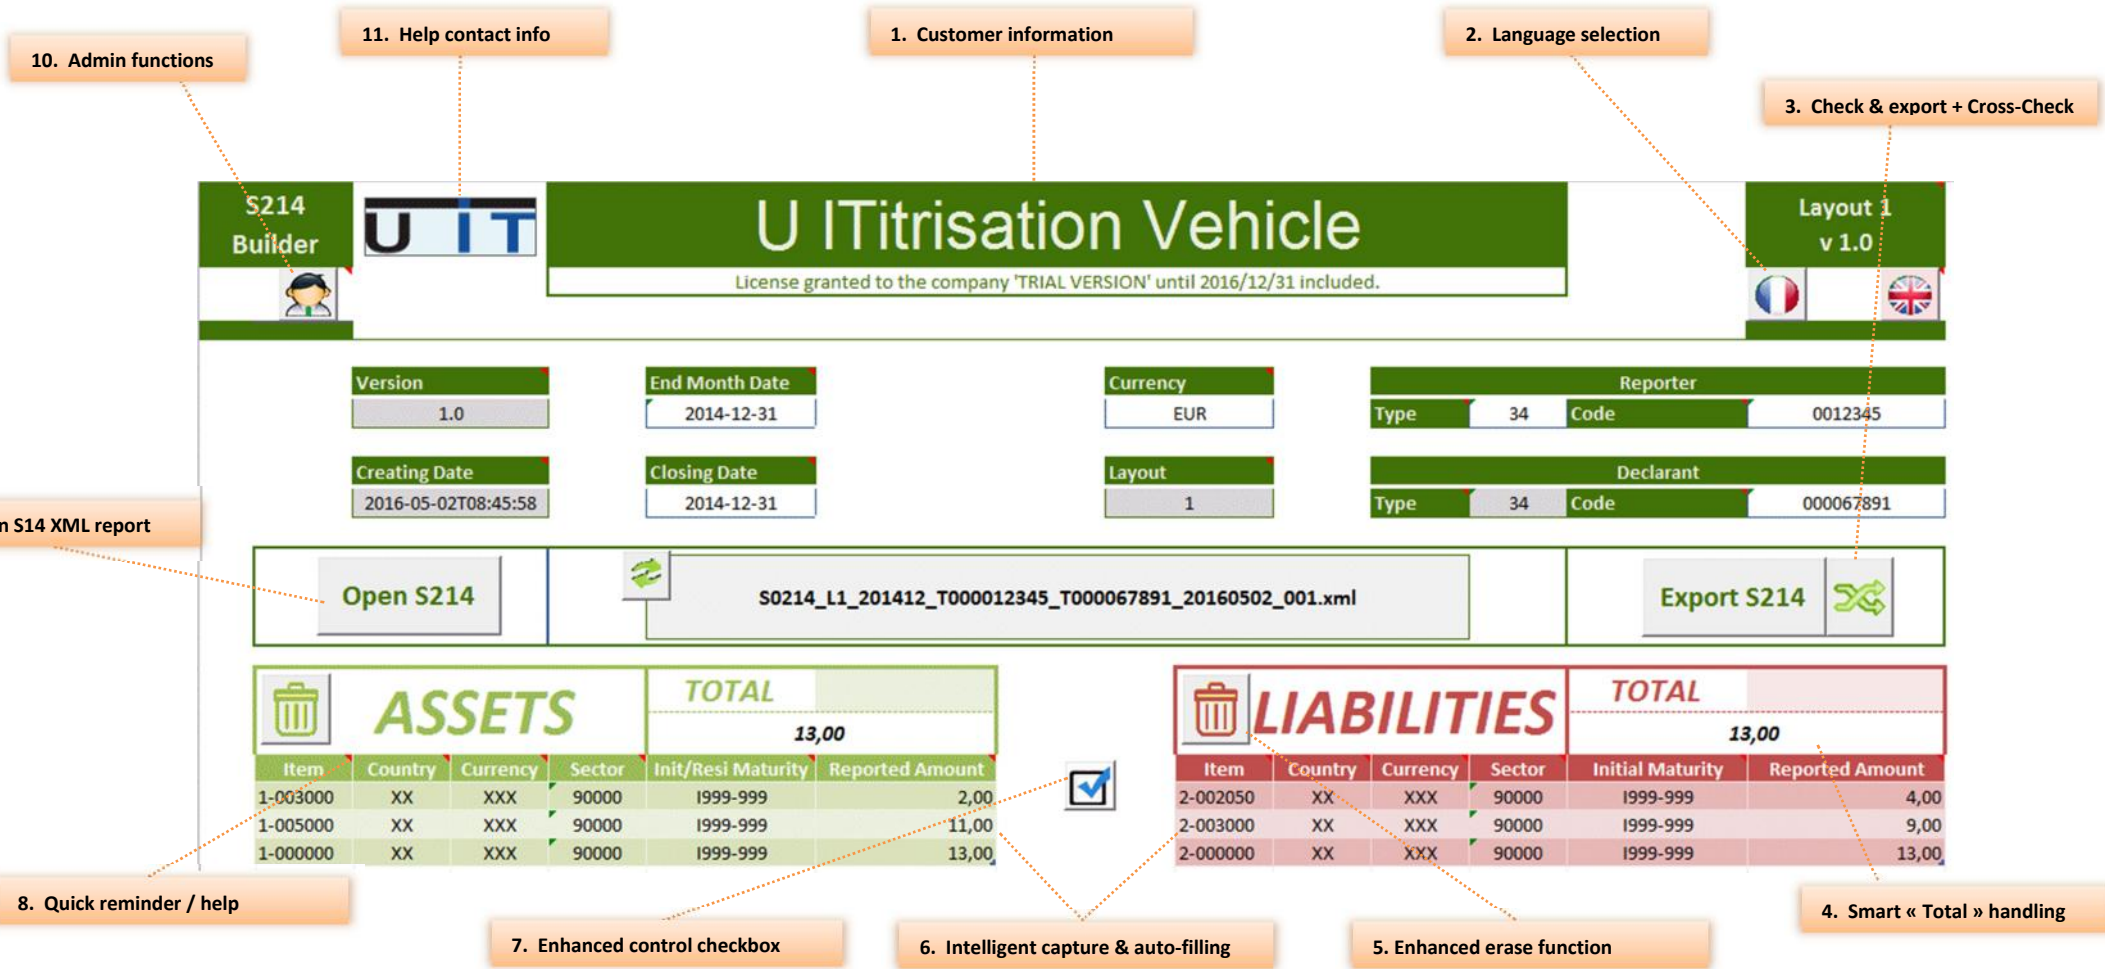 11. Help contact info
1. Customer information
2. Language selection
10. Admin functions
3. Check & export + Cross-Check
S214
Builder
U IT
U ITitrisation Vehicle
Layout 1
v 1.0
License granted to the company 'TRIAL VERSION' until 2016/12/31 included.
Version
End Month Date
Currency
Reporter
1.0
2014-12-31
EUR
Type 34 Code 0012345
Creating Date
Closing Date
Layout
Declarant
2016-05-02T08:45:58
2014-12-31
1
Type 34 Code 000067891
n S14 XML report
Open S214
S0214_L1_201412_T000012345_T000067891_20160502_001.xml
Export S214
ASSETS
TOTAL
13,00
Item Country Currency Sector Init/Resi Maturity Reported Amount
1-003000 XX XXX 90000 I999-999 2,00
1-005000 XX XXX 90000 I999-999 11,00
1-000000 XX XXX 90000 I999-999 13,00
LIABILITIES
TOTAL
13,00
Item Country Currency Sector Initial Maturity Reported Amount
2-002050 XX XXX 90000 I999-999 4,00
2-003000 XX XXX 90000 I999-999 9,00
2-000000 XX XXX 90000 I999-999 13,00
8. Quick reminder / help
7. Enhanced control checkbox
6. Intelligent capture & auto-filling
5. Enhanced erase function
4. Smart « Total » handling